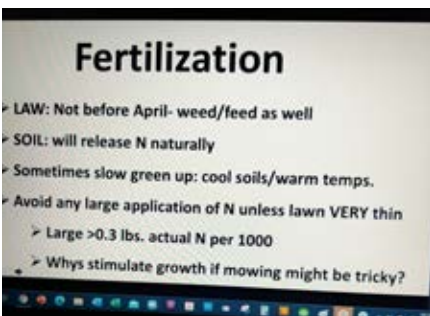 Fertilization
➢ LAW: Not before April- weed/feed as well
➢ SOIL: will release N naturally
➢ Sometimes slow green up: cool soils/warm temps.
➢ Avoid any large application of N unless lawn VERY thin
➢ Large >0.3 lbs. actual N per 1000
➢ Whys stimulate growth if mowing might be tricky?